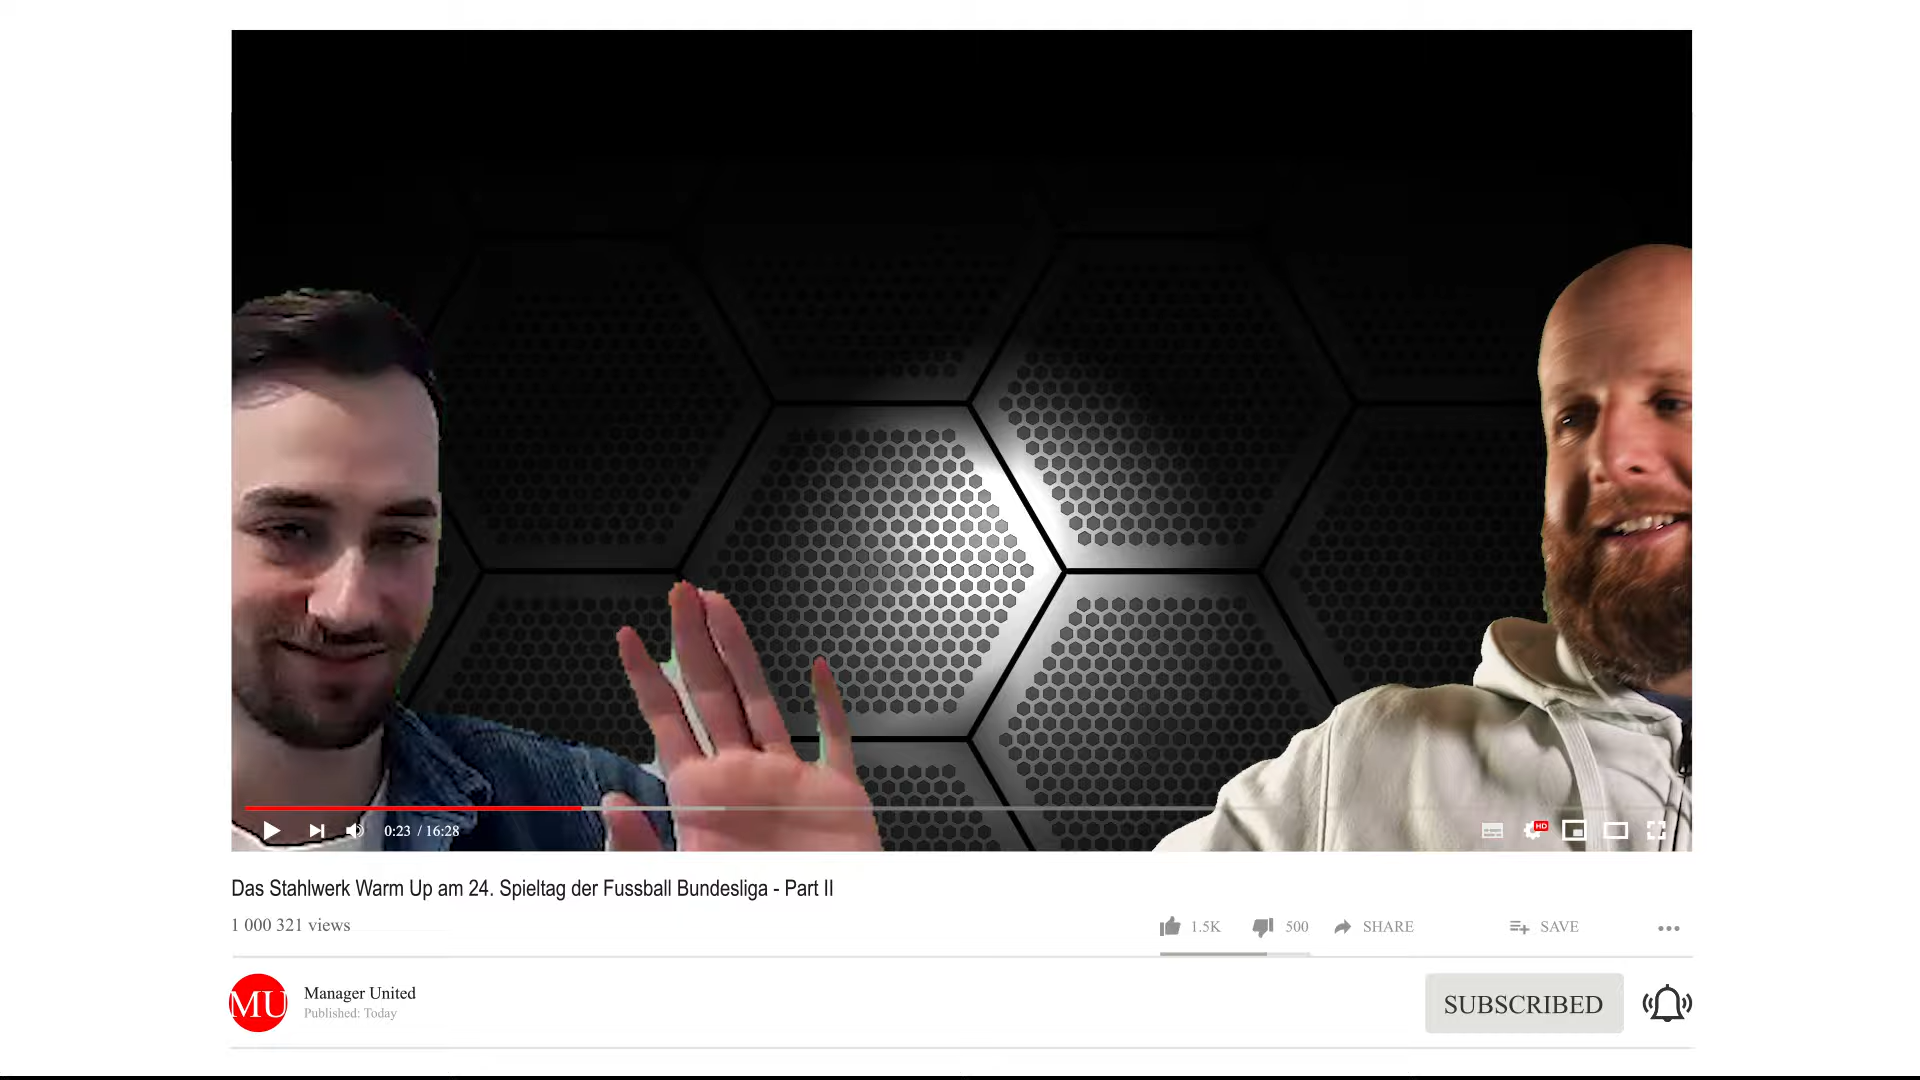 HD
0:23 / 16:28
Das Stahlwerk Warm Up am 24. Spieltag der Fussball Bundesliga - Part II
1 000 321 views
1.5K 500 SHARE SAVE
MU
Manager United
Published: Today
SUBSCRIBED